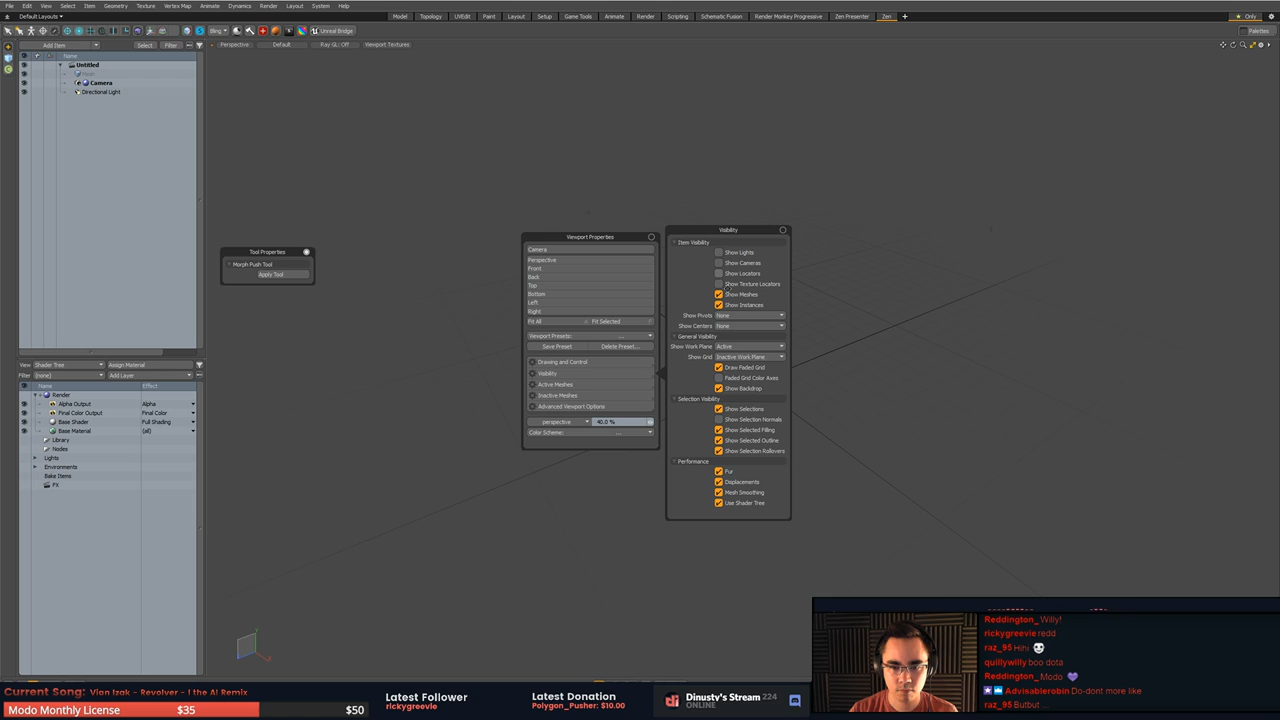 File Edit View Select Item Geometry Texture Vertex Map Animate Dynamics Render Layout System Help
Default Layouts Model Topology UVEdit Paint Layout Setup Game Tools Animate Render Scripting Schematic Fusion Render Monkey Progressive Zen Presenter Zen + Only
Bling Unreal Bridge Palettes
Add Item Select Filter
Perspective Default Ray GL: Off Viewport Textures
Name
Untitled
Mesh
Camera
Directional Light
Tool Properties
Morph Push Tool
Apply Tool
Viewport Properties
Camera
Perspective
Front
Back
Top
Bottom
Left
Right
Fit All Fit Selected
Viewport Presets: ...
Save Preset Delete Preset...
Drawing and Control
Visibility
Active Meshes
Inactive Meshes
Advanced Viewport Options
perspective 40.0 %
Color Scheme: ...
Visibility
Item Visibility
Show Lights
Show Cameras
Show Locators
Show Texture Locators
Show Meshes
Show Instances
Show Pivots None
Show Centers None
General Visibility
Show Work Plane Active
Show Grid Inactive Work Plane
Draw Faded Grid
Faded Grid Color Axes
Show Backdrop
Selection Visibility
Show Selections
Show Selection Normals
Show Selected Filling
Show Selected Outline
Show Selection Rollovers
Performance
Fur
Displacements
Mesh Smoothing
Use Shader Tree
View Shader Tree Assign Material
Filter (none) Add Layer
Name Effect
Render
Alpha Output Alpha
Final Color Output Final Color
Base Shader Full Shading
Base Material (all)
Library
Nodes
Lights
Environments
Bake Items
FX
Reddington_ Willy!
rickygreevie redd
raz_95 Hihi
quillywilly boo dota
Reddington_ Modo
Advisablerobin Do-dont more like
raz_95 Butbut ...
Current Song: Vian Izak - Revolver - I the AI Remix
Modo Monthly License $35 $50
Latest Follower
rickygreevie
Latest Donation
Polygon_Pusher: $10.00
Dinusty's Stream 224
ONLINE